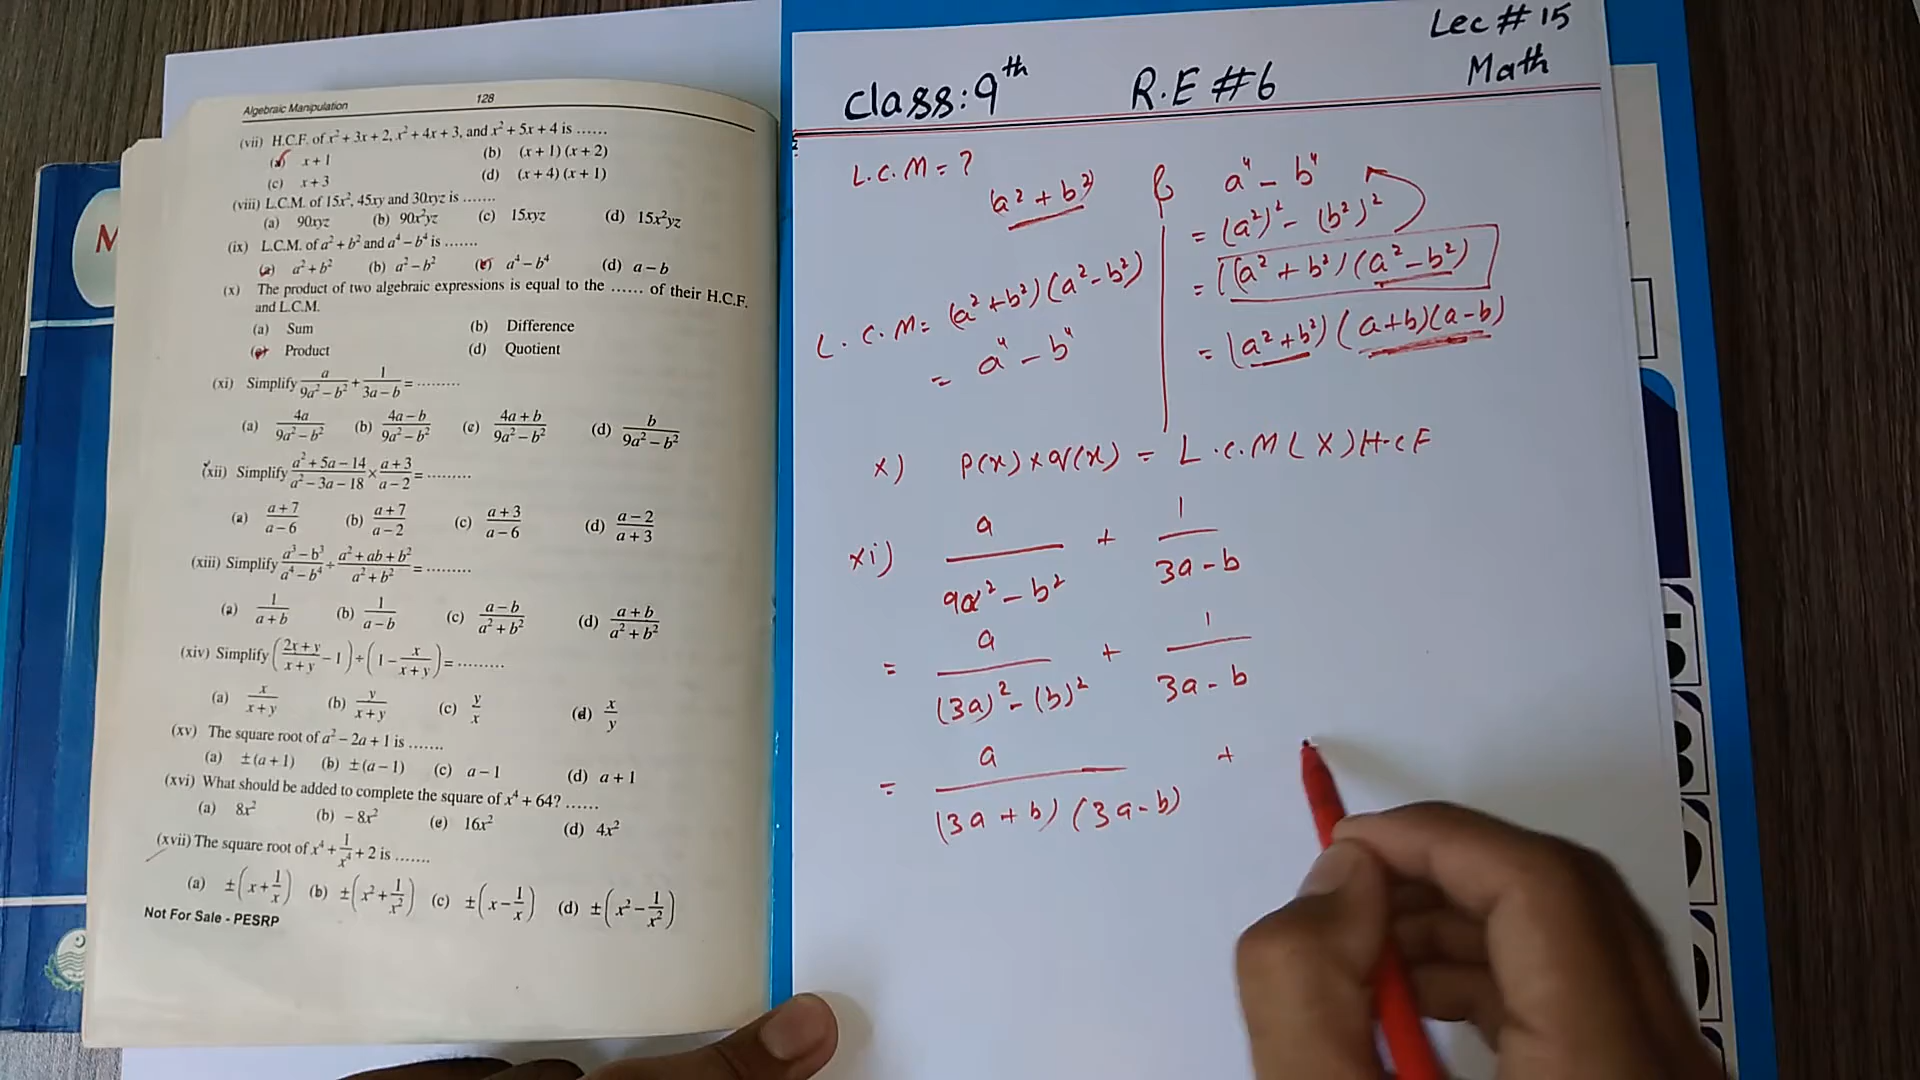 Algebraic Manipulation 128
(vii) H.C.F. of x² + 3x + 2, x² + 4x + 3, and x² + 5x + 4 is ......
(a) x + 1 (b) (x + 1) (x + 2)
(c) x + 3 (d) (x + 4) (x + 1)
(viii) L.C.M. of 15x², 45xy and 30xyz is .......
(a) 90xyz (b) 90x²yz (c) 15xyz (d) 15x²yz
(ix) L.C.M. of a² + b² and a⁴ – b⁴ is .......
(a) a² + b² (b) a² – b² (c) a⁴ – b⁴ (d) a – b
(x) The product of two algebraic expressions is equal to the ...... of their H.C.F.
and L.C.M.
(a) Sum (b) Difference
(c) Product (d) Quotient
(xi) Simplify a/(9a² – b²) + 1/(3a – b) = .........
(a) 4a/(9a² – b²) (b) (4a – b)/(9a² – b²) (c) (4a + b)/(9a² – b²) (d) b/(9a² – b²)
(xii) Simplify (a² + 5a – 14)/(a² – 3a – 18) × (a + 3)/(a – 2) = .........
(a) (a + 7)/(a – 6) (b) (a + 7)/(a – 2) (c) (a + 3)/(a – 6) (d) (a – 2)/(a + 3)
(xiii) Simplify (a³ – b³)/(a⁴ – b⁴) ÷ (a² + ab + b²)/(a² + b²) = .........
(a) 1/(a + b) (b) 1/(a – b) (c) (a – b)/(a² + b²) (d) (a + b)/(a² + b²)
(xiv) Simplify ((2x + y)/(x + y) – 1) ÷ (1 – x/(x + y)) = .........
(a) x/(x + y) (b) y/(x + y) (c) y/x (d) x/y
(xv) The square root of a² – 2a + 1 is .......
(a) ± (a + 1) (b) ± (a – 1) (c) a – 1 (d) a + 1
(xvi) What should be added to complete the square of x⁴ + 64? ......
(a) 8x² (b) – 8x² (c) 16x² (d) 4x²
(xvii) The square root of x⁴ + 1/x⁴ + 2 is .......
(a) ±(x + 1/x) (b) ±(x² + 1/x²) (c) ±(x – 1/x) (d) ±(x² – 1/x²)
Not For Sale - PESRP
Lec # 15
Class: 9th R.E # 6 Math
L.C.M = ?
(a² + b²) & a⁴ - b⁴
= (a²)² - (b²)²
= (a² + b²)(a² - b²)
= (a² + b²)(a+b)(a-b)
L.C.M = (a² + b²)(a² - b²)
= a⁴ - b⁴
x) P(x) × q(x) = L.C.M (X) H.C.F
xi) a/(9a² - b²) + 1/(3a - b)
= a/((3a)² - (b)²) + 1/(3a - b)
= a/((3a + b)(3a - b)) +